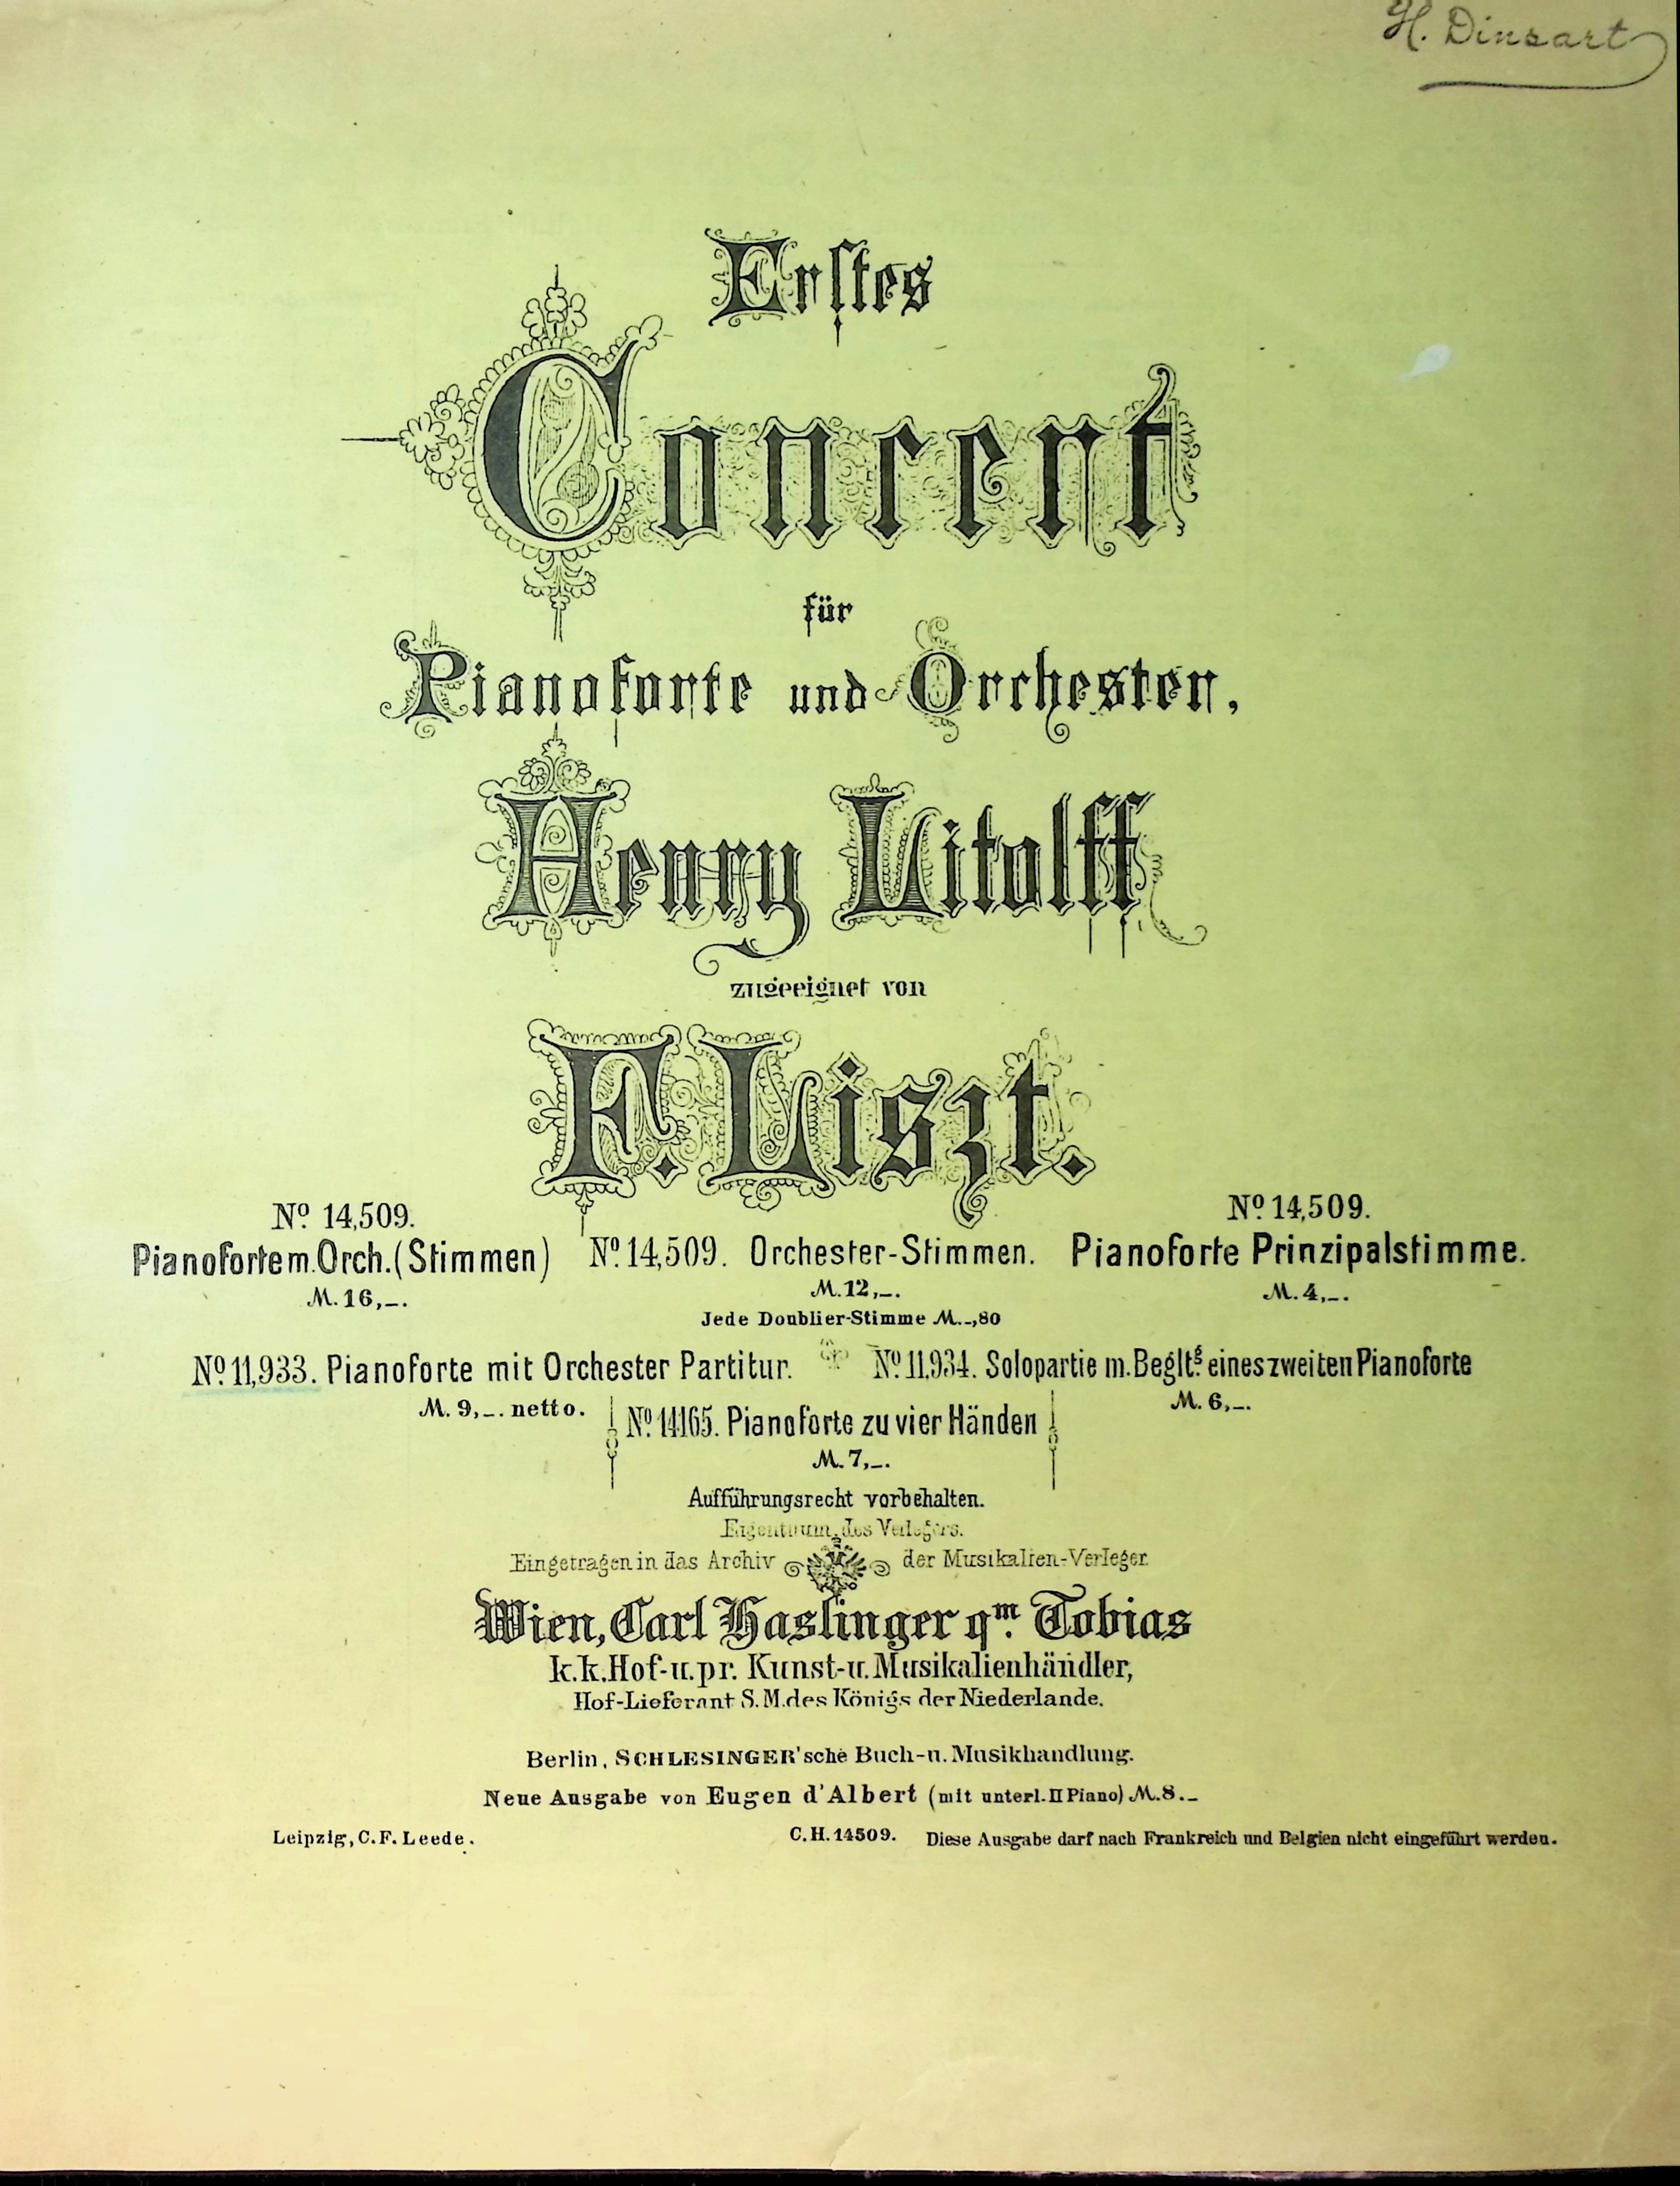 H. Dinsart
Erstes
Concert
für
Pianoforte und Orchester,
Henry Litolff
zugeeignet von
F. Liszt.
No. 14,509.
Pianoforte m. Orch. (Stimmen)
M. 16,_.
No. 14,509. Orchester-Stimmen.
M. 12,_.
Jede Doublier-Stimme M._,80
No. 14,509.
Pianoforte Prinzipalstimme.
M. 4,_.
No. 11,933. Pianoforte mit Orchester Partitur.
M. 9,_. netto.
No. 11,934. Solopartie m. Begltg. eines zweiten Pianoforte
M. 6,_.
No. 14165. Pianoforte zu vier Händen
M. 7,_.
Aufführungsrecht vorbehalten.
Eigenthum des Verlegers.
Eingetragen in das Archiv der Musikalien-Verleger.
Wien, Carl Haslinger qm. Tobias
k. k. Hof- u. pr. Kunst- u. Musikalienhändler,
Hof-Lieferant S. M. des Königs der Niederlande.
Berlin, SCHLESINGER'sche Buch- u. Musikhandlung.
Neue Ausgabe von Eugen d'Albert (mit unterl. II Piano) M. 8._
Leipzig, C. F. Leede.
C. H. 14509.
Diese Ausgabe darf nach Frankreich und Belgien nicht eingeführt werden.